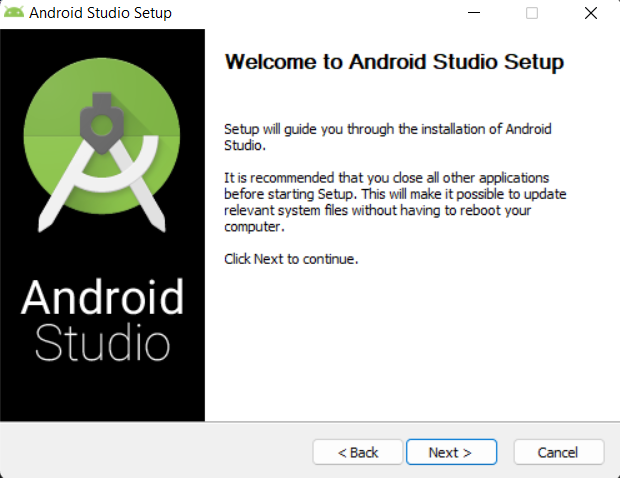 Android Studio Setup
Welcome to Android Studio Setup
Setup will guide you through the installation of Android
Studio.
It is recommended that you close all other applications
before starting Setup. This will make it possible to update
relevant system files without having to reboot your
computer.
Click Next to continue.
Android
Studio
< Back
Next >
Cancel